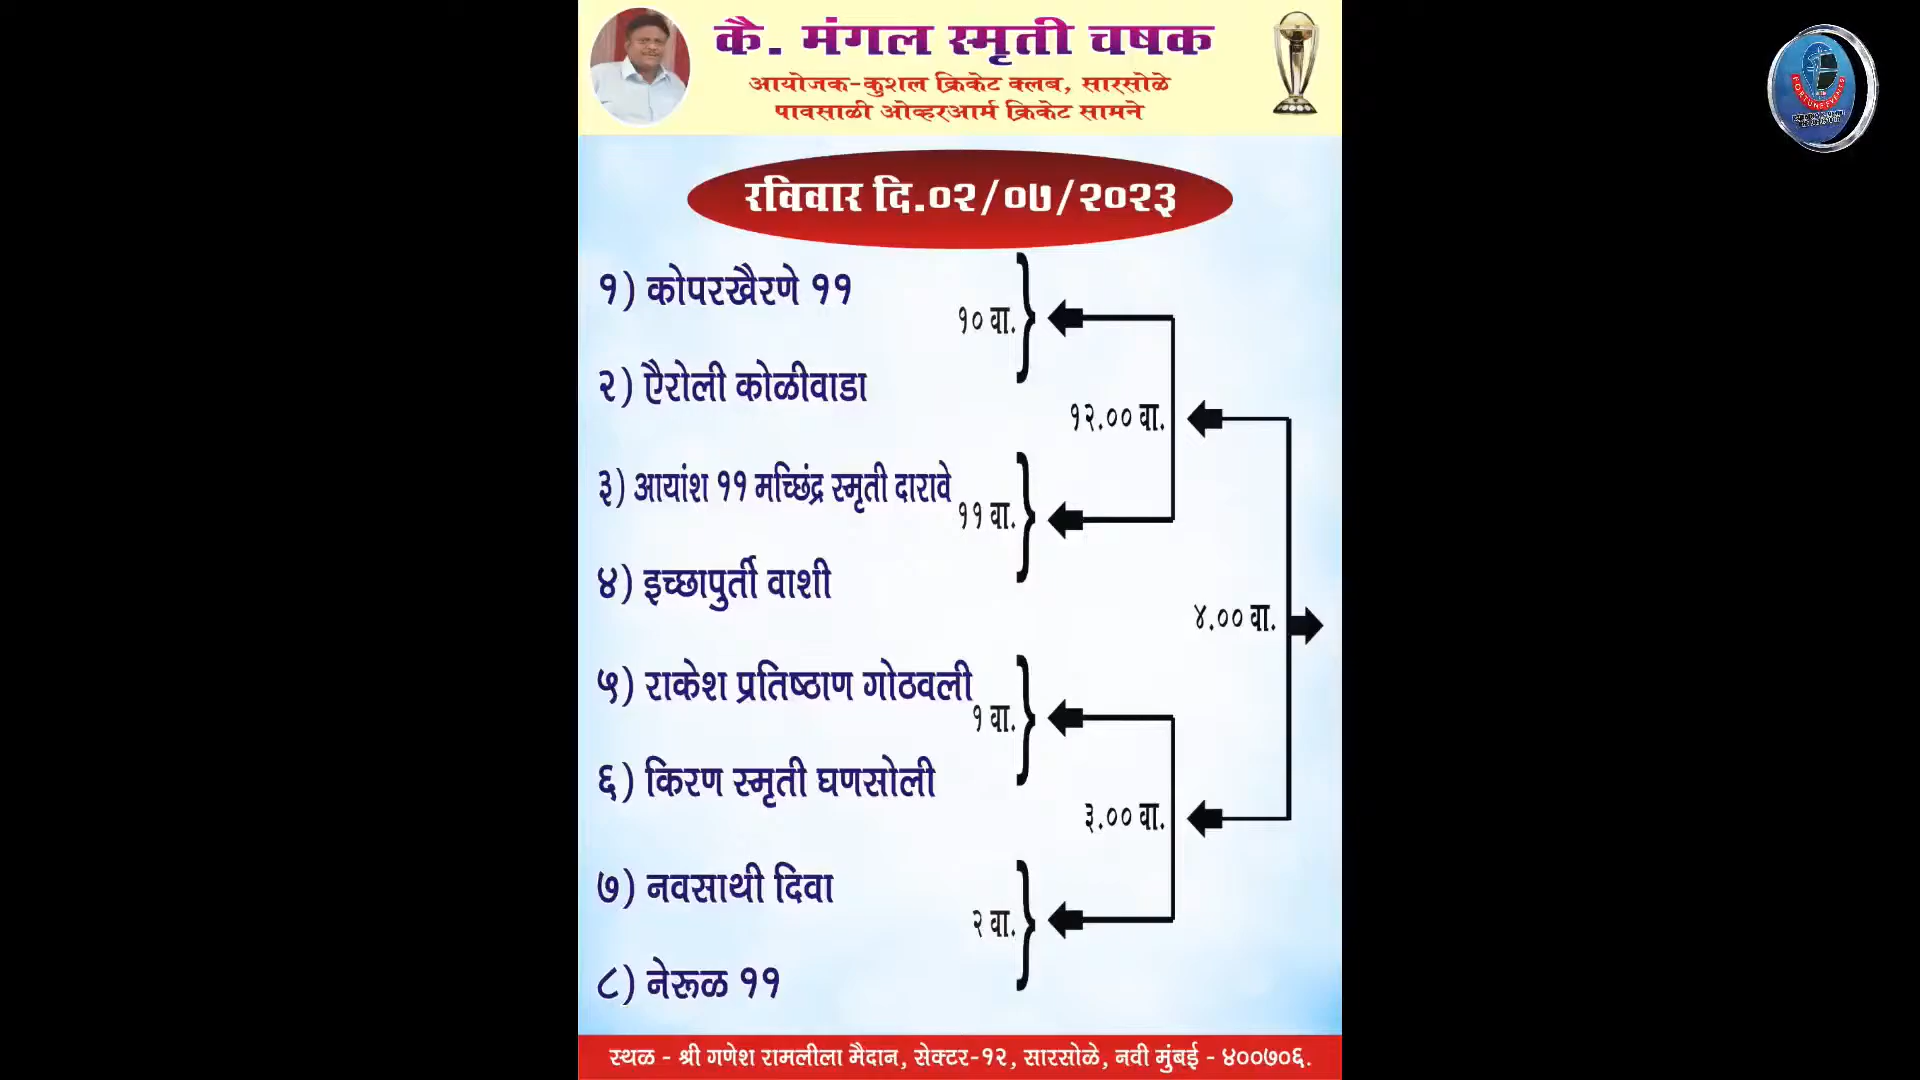 कै. मंगल स्मृती चषक
आयोजक-कुशल क्रिकेट क्लब, सारसोळे
पावसाळी ओव्हरआर्म क्रिकेट सामने
रविवार दि.०२/०७/२०२३
१) कोपरखैरणे ११
१० वा.
२) ऐरोली कोळीवाडा
१२.०० वा.
३) आयांश ११ मच्छिंद्र स्मृती दारावे
११ वा.
४) इच्छापुर्ती वाशी
४.०० वा.
५) राकेश प्रतिष्ठाण गोठवली
१ वा.
६) किरण स्मृती घणसोली
३.०० वा.
७) नवसाथी दिवा
२ वा.
८) नेरूळ ११
स्थळ - श्री गणेश रामलीला मैदान, सेक्टर-१२, सारसोळे, नवी मुंबई - ४००७०६.
FORTUNE EVENTS